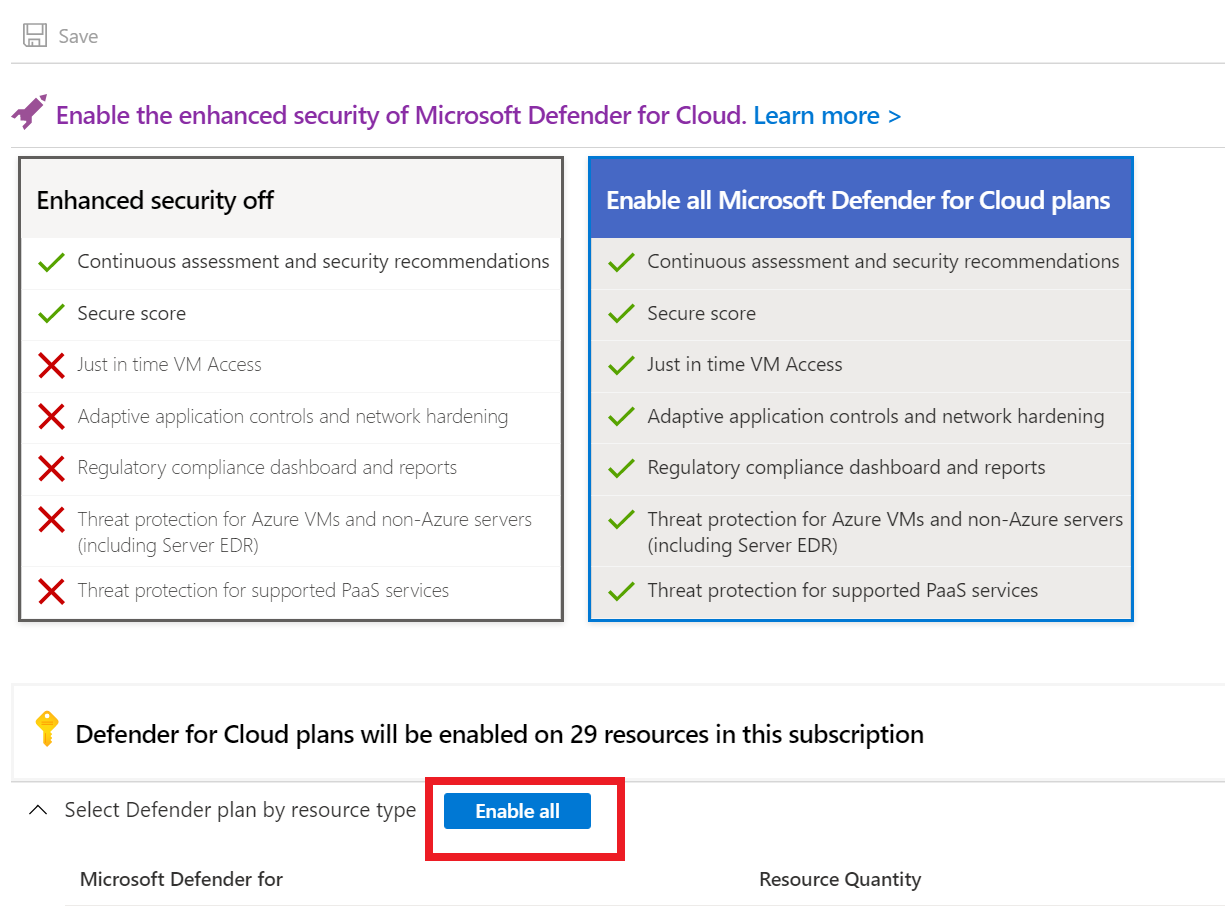 Save
Enable the enhanced security of Microsoft Defender for Cloud. Learn more >
Enhanced security off
Continuous assessment and security recommendations
Secure score
Just in time VM Access
Adaptive application controls and network hardening
Regulatory compliance dashboard and reports
Threat protection for Azure VMs and non-Azure servers
(including Server EDR)
Threat protection for supported PaaS services
Enable all Microsoft Defender for Cloud plans
Continuous assessment and security recommendations
Secure score
Just in time VM Access
Adaptive application controls and network hardening
Regulatory compliance dashboard and reports
Threat protection for Azure VMs and non-Azure servers
(including Server EDR)
Threat protection for supported PaaS services
Defender for Cloud plans will be enabled on 29 resources in this subscription
Select Defender plan by resource type Enable all
Microsoft Defender for Resource Quantity